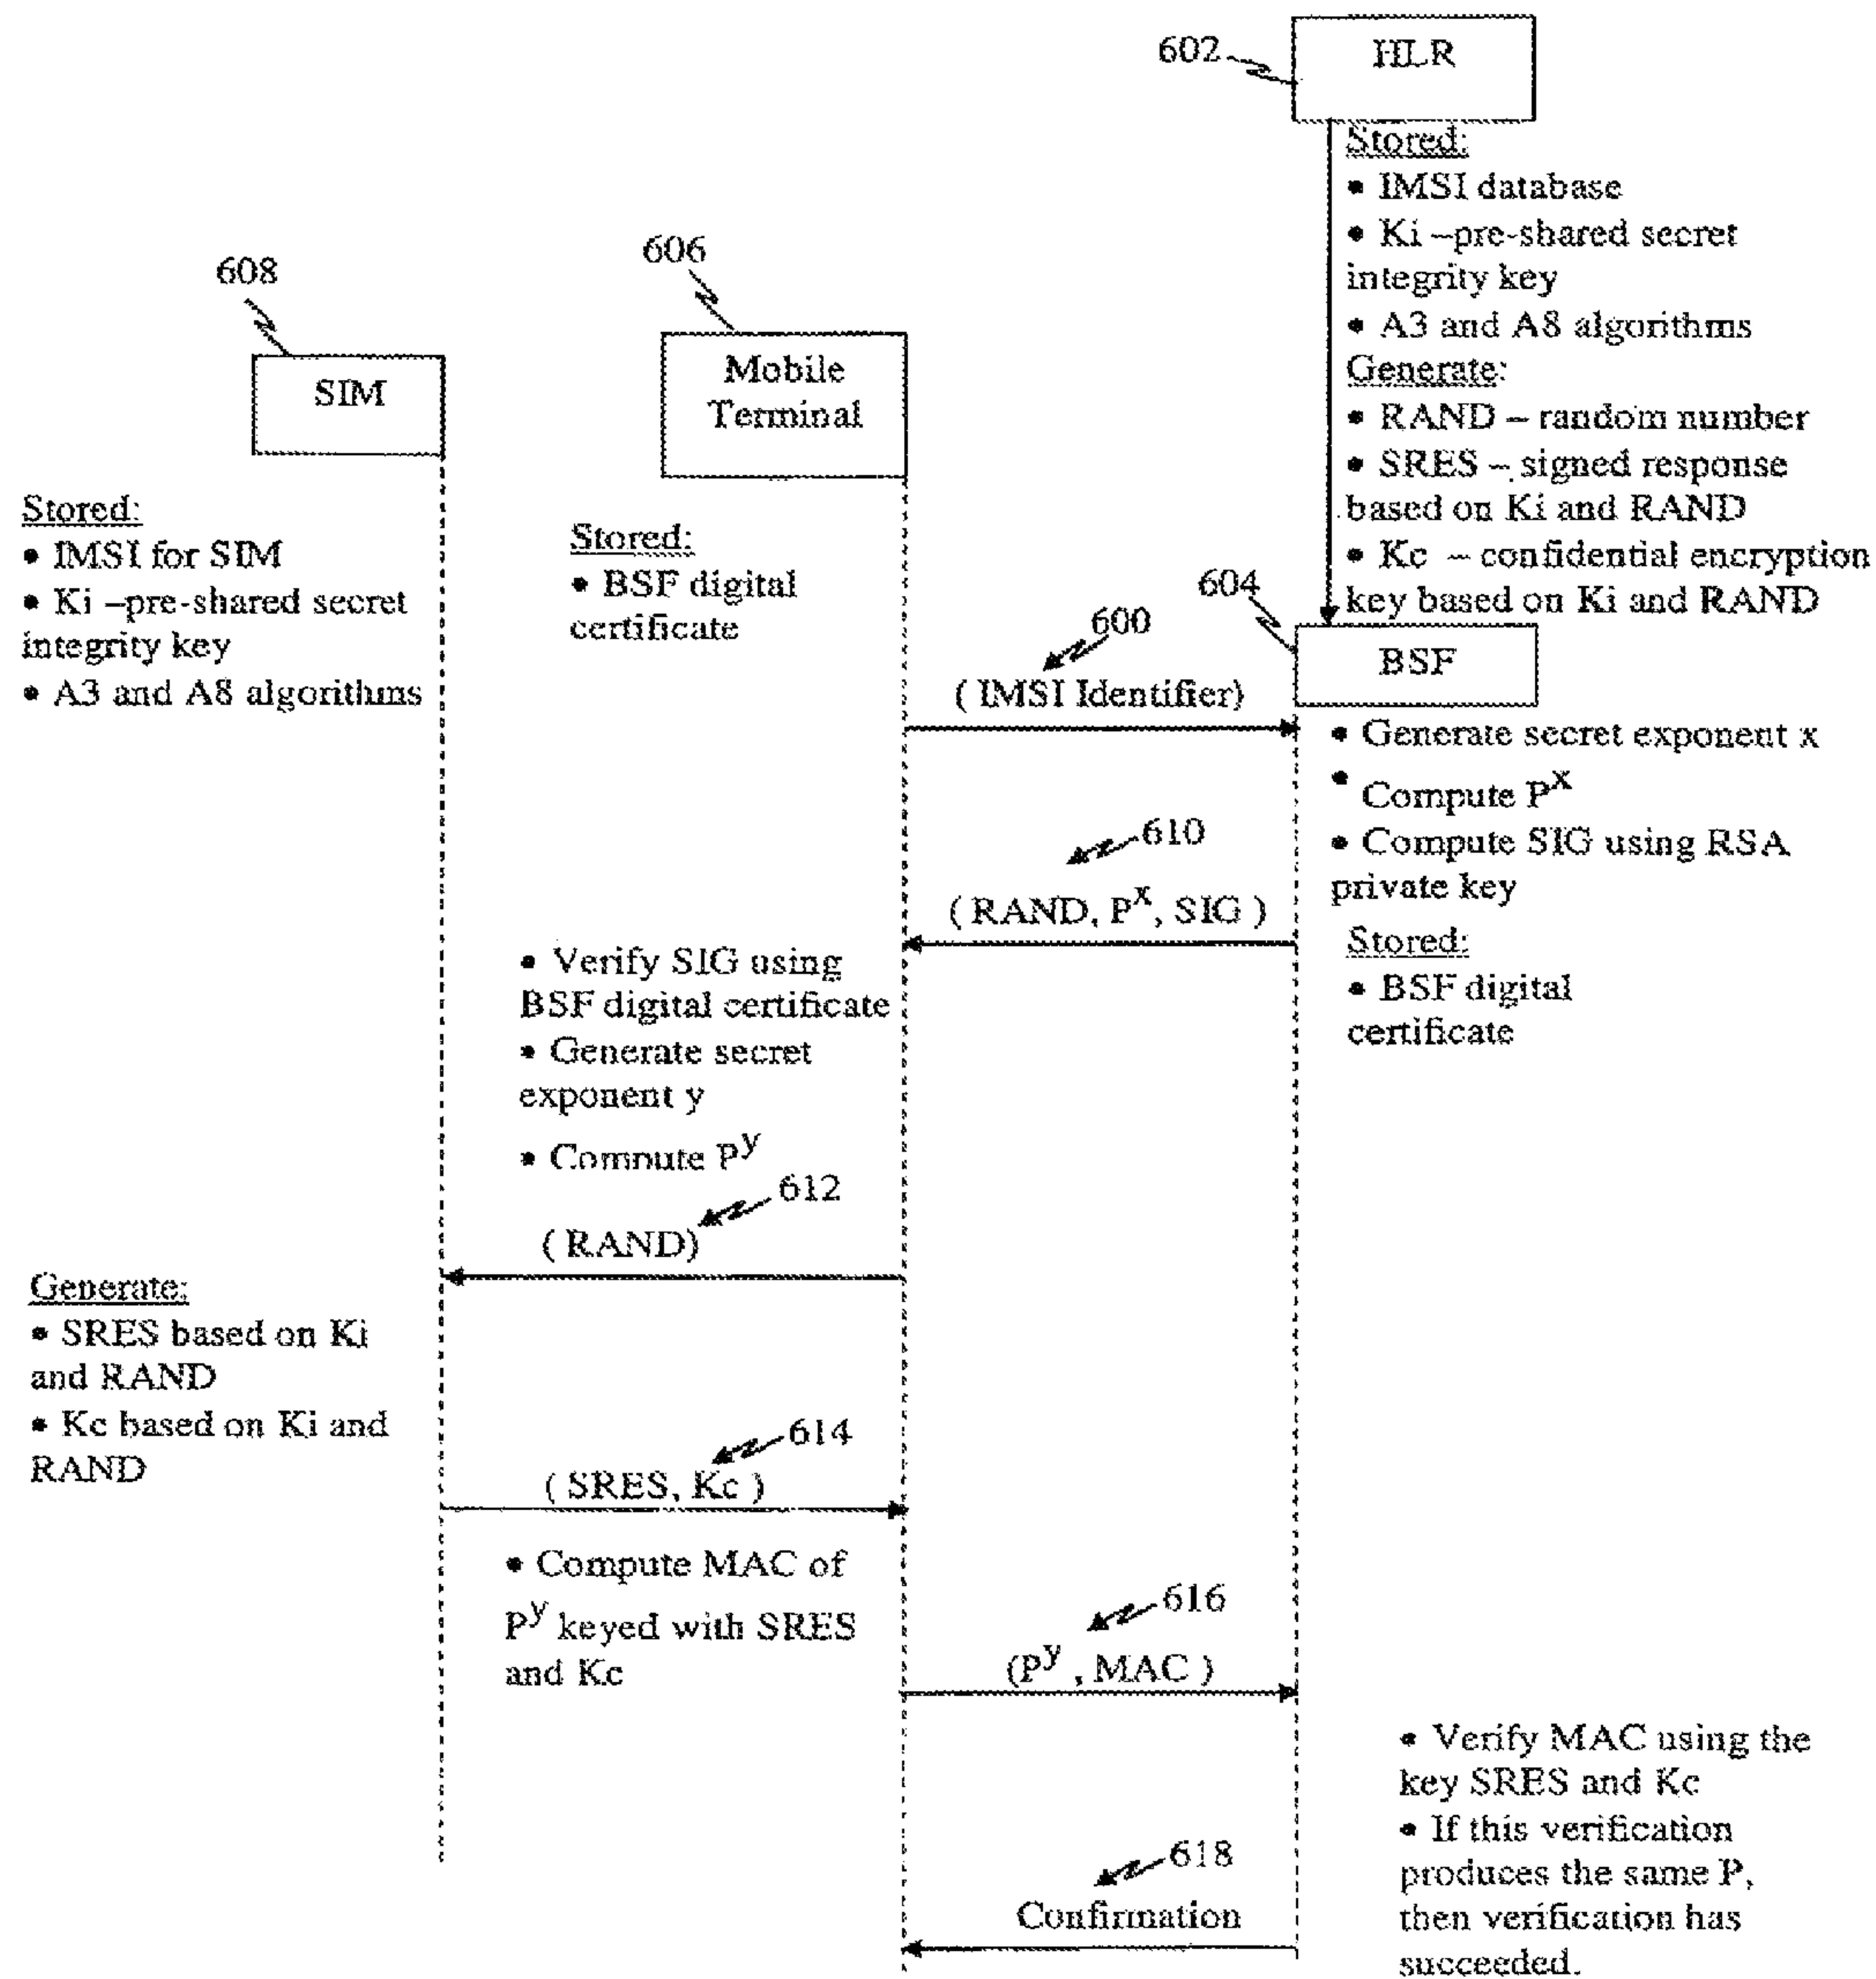 602
HLR
Stored:
• IMSI database
• Ki –pre-shared secret
integrity key
• A3 and A8 algorithms
Generate:
• RAND – random number
• SRES – signed response
based on Ki and RAND
• Kc – confidential encryption
key based on Ki and RAND
608
SIM
Stored:
• IMSI for SIM
• Ki –pre-shared secret
integrity key
• A3 and A8 algorithms
606
Mobile
Terminal
Stored:
• BSF digital
certificate
604
BSF
600
( IMSI Identifier)
• Generate secret exponent x
• Compute P^x
• Compute SIG using RSA
private key
Stored:
• BSF digital
certificate
610
( RAND, P^x, SIG )
• Verify SIG using
BSF digital certificate
• Generate secret
exponent y
• Compute P^y
612
( RAND)
Generate:
• SRES based on Ki
and RAND
• Kc based on Ki and
RAND
614
( SRES, Kc )
• Compute MAC of
P^y keyed with SRES
and Kc
616
(P^y , MAC )
• Verify MAC using the
key SRES and Kc
• If this verification
produces the same P,
then verification has
succeeded.
618
Confirmation